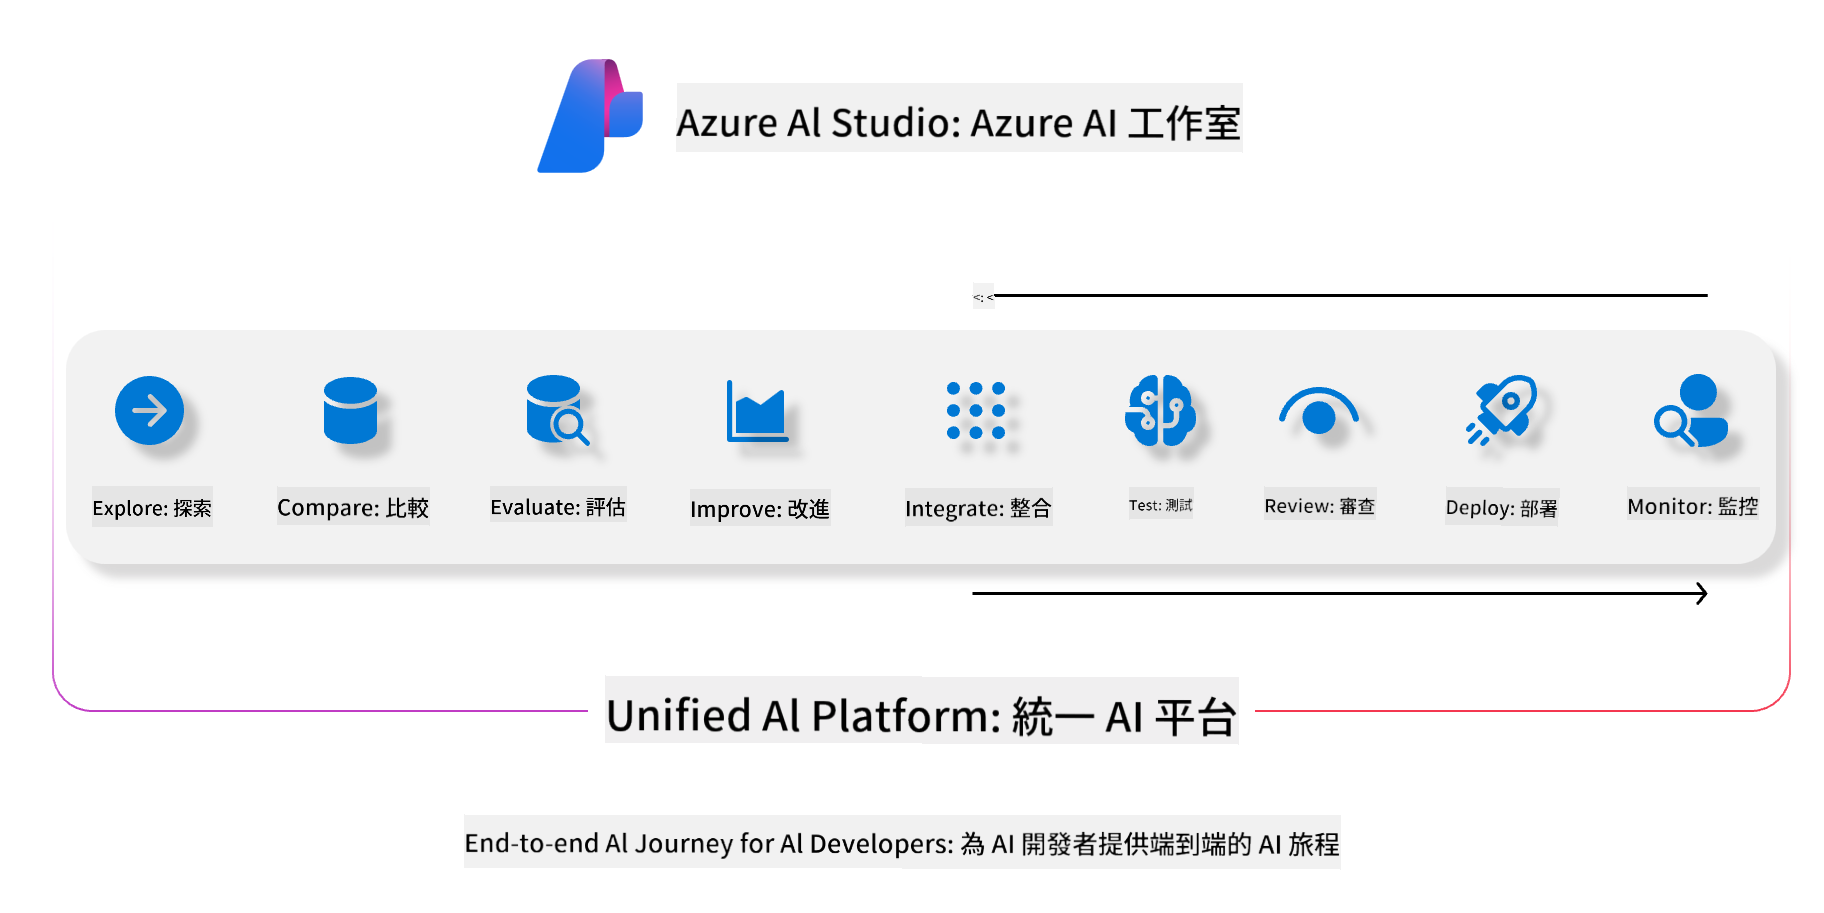 Azure Al Studio: Azure AI 工作室
<: <
Explore: 探索
Compare: 比較
Evaluate: 評估
Improve: 改進
Integrate: 整合
Test: 測試
Review: 審查
Deploy: 部署
Monitor: 監控
Unified Al Platform: 統一 AI 平台
End-to-end Al Journey for Al Developers: 為 AI 開發者提供端到端的 AI 旅程